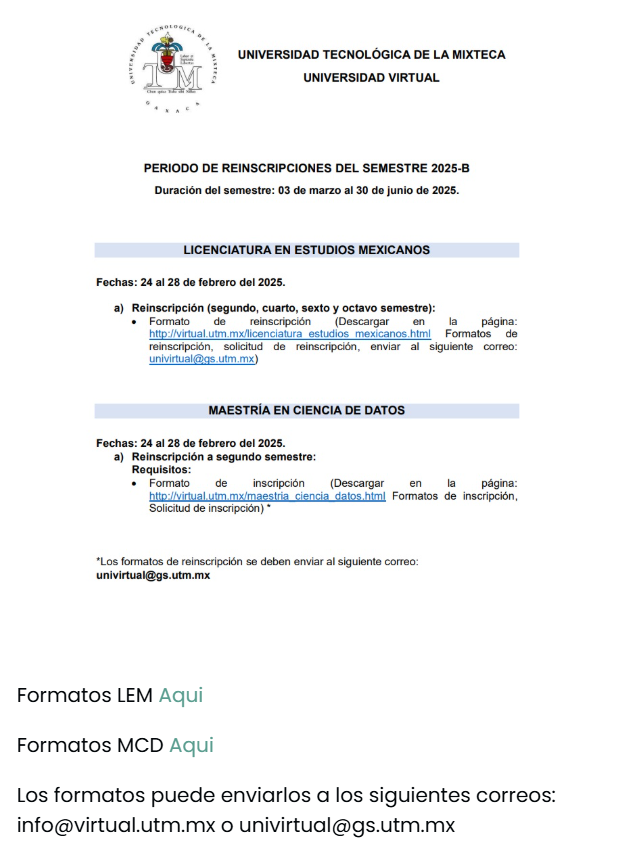 UNIVERSIDAD TECNOLOGICA DE LA MIXTECA
OAXACA
UNIVERSIDAD TECNOLÓGICA DE LA MIXTECA
UNIVERSIDAD VIRTUAL
PERIODO DE REINSCRIPCIONES DEL SEMESTRE 2025-B
Duración del semestre: 03 de marzo al 30 de junio de 2025.
LICENCIATURA EN ESTUDIOS MEXICANOS
Fechas: 24 al 28 de febrero del 2025.
a) Reinscripción (segundo, cuarto, sexto y octavo semestre):
• Formato de reinscripción (Descargar en la página:
http://virtual.utm.mx/licenciatura_estudios_mexicanos.html Formatos de
reinscripción, solicitud de reinscripción, enviar al siguiente correo:
univirtual@gs.utm.mx)
MAESTRÍA EN CIENCIA DE DATOS
Fechas: 24 al 28 de febrero del 2025.
a) Reinscripción a segundo semestre:
Requisitos:
• Formato de inscripción (Descargar en la página:
http://virtual.utm.mx/maestria_ciencia_datos.html Formatos de inscripción,
Solicitud de inscripción) *
*Los formatos de reinscripción se deben enviar al siguiente correo:
univirtual@gs.utm.mx
Formatos LEM Aqui
Formatos MCD Aqui
Los formatos puede enviarlos a los siguientes correos:
info@virtual.utm.mx o univirtual@gs.utm.mx